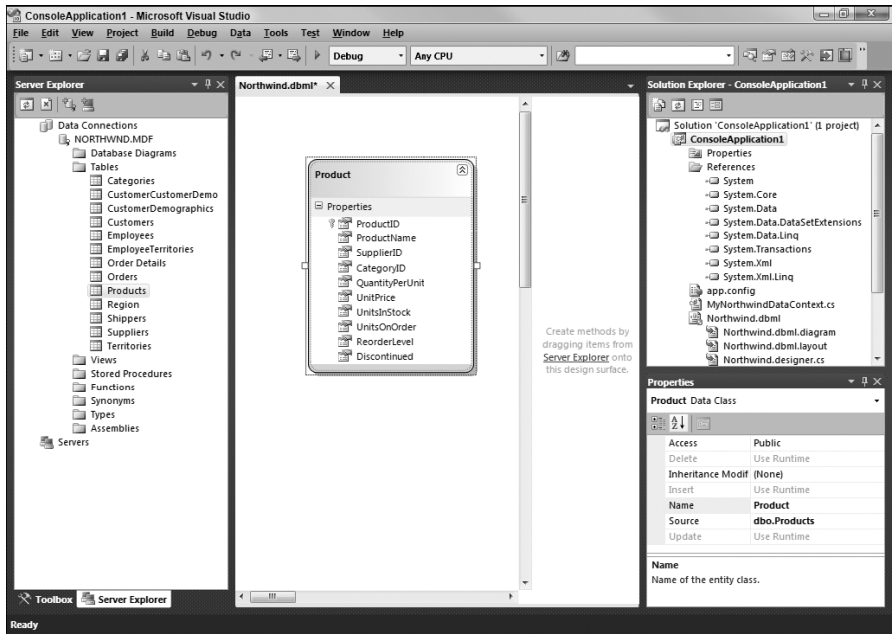 ConsoleApplication1 - Microsoft Visual Studio
File Edit View Project Build Debug Data Tools Test Window Help
Debug Any CPU
Server Explorer
Data Connections
NORTHWND.MDF
Database Diagrams
Tables
Categories
CustomerCustomerDemo
CustomerDemographics
Customers
Employees
EmployeeTerritories
Order Details
Orders
Products
Region
Shippers
Suppliers
Territories
Views
Stored Procedures
Functions
Synonyms
Types
Assemblies
Servers
Toolbox Server Explorer
Northwind.dbml*
Product
Properties
ProductID
ProductName
SupplierID
CategoryID
QuantityPerUnit
UnitPrice
UnitsInStock
UnitsOnOrder
ReorderLevel
Discontinued
Create methods by
dragging items from
Server Explorer onto
this design surface.
Solution Explorer - ConsoleApplication1
Solution 'ConsoleApplication1' (1 project)
ConsoleApplication1
Properties
References
System
System.Core
System.Data
System.Data.DataSetExtensions
System.Data.Linq
System.Transactions
System.Xml
System.Xml.Linq
app.config
MyNorthwindDataContext.cs
Northwind.dbml
Northwind.dbml.diagram
Northwind.dbml.layout
Northwind.designer.cs
Properties
Product Data Class
Access Public
Delete Use Runtime
Inheritance Modif (None)
Insert Use Runtime
Name Product
Source dbo.Products
Update Use Runtime
Name
Name of the entity class.
Ready